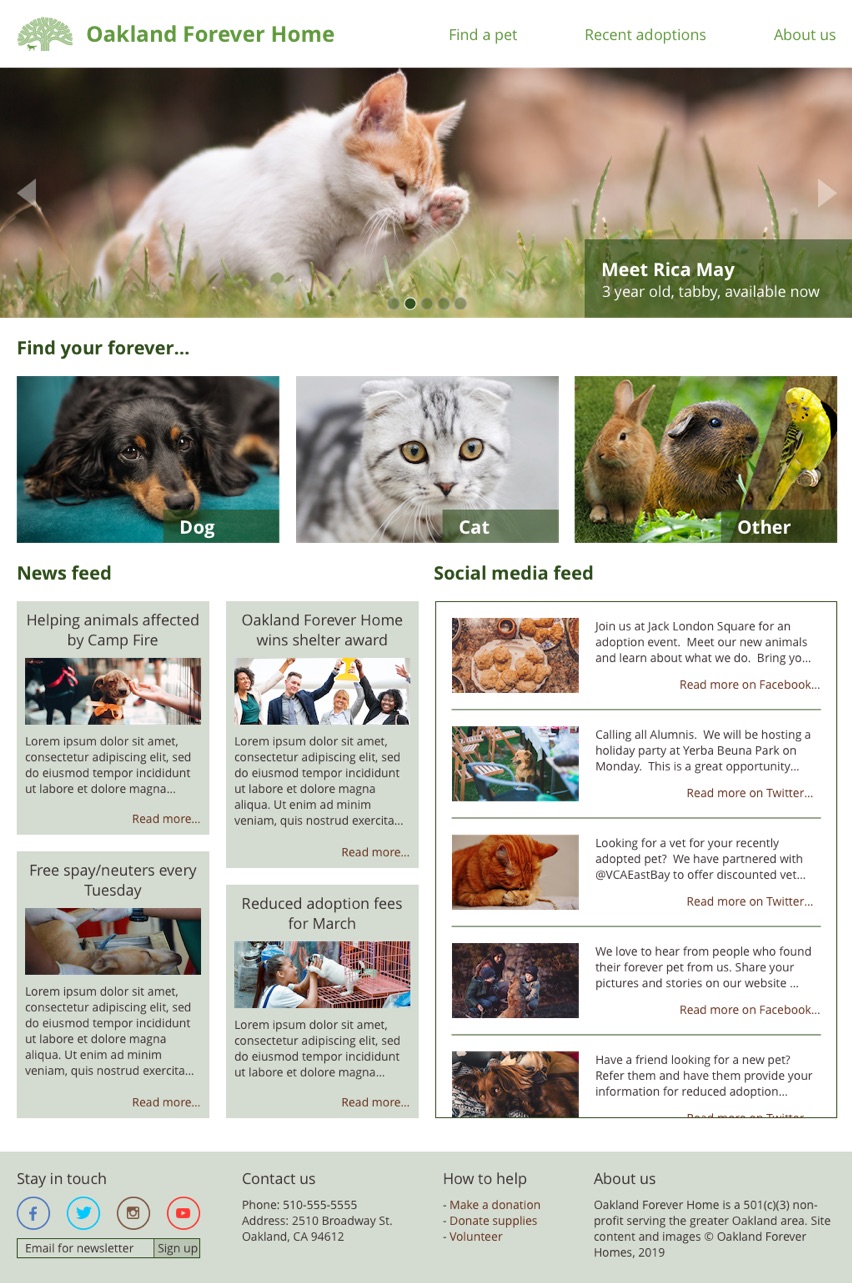 Oakland Forever Home
Find a pet
Recent adoptions
About us
Meet Rica May
3 year old, tabby, available now
Find your forever...
Dog
Cat
Other
News feed
Helping animals affected
by Camp Fire
Lorem ipsum dolor sit amet,
consectetur adipiscing elit, sed
do eiusmod tempor incididunt
ut labore et dolore magna...
Read more...
Free spay/neuters every
Tuesday
Lorem ipsum dolor sit amet,
consectetur adipiscing elit, sed
do eiusmod tempor incididunt
ut labore et dolore magna
aliqua. Ut enim ad minim
veniam, quis nostrud exercita...
Read more...
Oakland Forever Home
wins shelter award
Lorem ipsum dolor sit amet,
consectetur adipiscing elit, sed
do eiusmod tempor incididunt
ut labore et dolore magna
aliqua. Ut enim ad minim
veniam, quis nostrud exercita...
Read more...
Reduced adoption fees
for March
Lorem ipsum dolor sit amet,
consectetur adipiscing elit, sed
do eiusmod tempor incididunt
ut labore et dolore magna...
Read more...
Social media feed
Join us at Jack London Square for an
adoption event.  Meet our new animals
and learn about what we do.  Bring yo...
Read more on Facebook...
Calling all Alumnis.  We will be hosting a
holiday party at Yerba Beuna Park on
Monday.  This is a great opportunity...
Read more on Twitter...
Looking for a vet for your recently
adopted pet?  We have partnered with
@VCAEastBay to offer discounted vet...
Read more on Twitter...
We love to hear from people who found
their forever pet from us. Share your
pictures and stories on our website ...
Read more on Facebook...
Have a friend looking for a new pet?
Refer them and have them provide your
information for reduced adoption...
Read more on Twitter...
Stay in touch
Email for newsletter
Sign up
Contact us
Phone: 510-555-5555
Address: 2510 Broadway St.
Oakland, CA 94612
How to help
- Make a donation
- Donate supplies
- Volunteer
About us
Oakland Forever Home is a 501(c)(3) non-
profit serving the greater Oakland area. Site
content and images © Oakland Forever
Homes, 2019